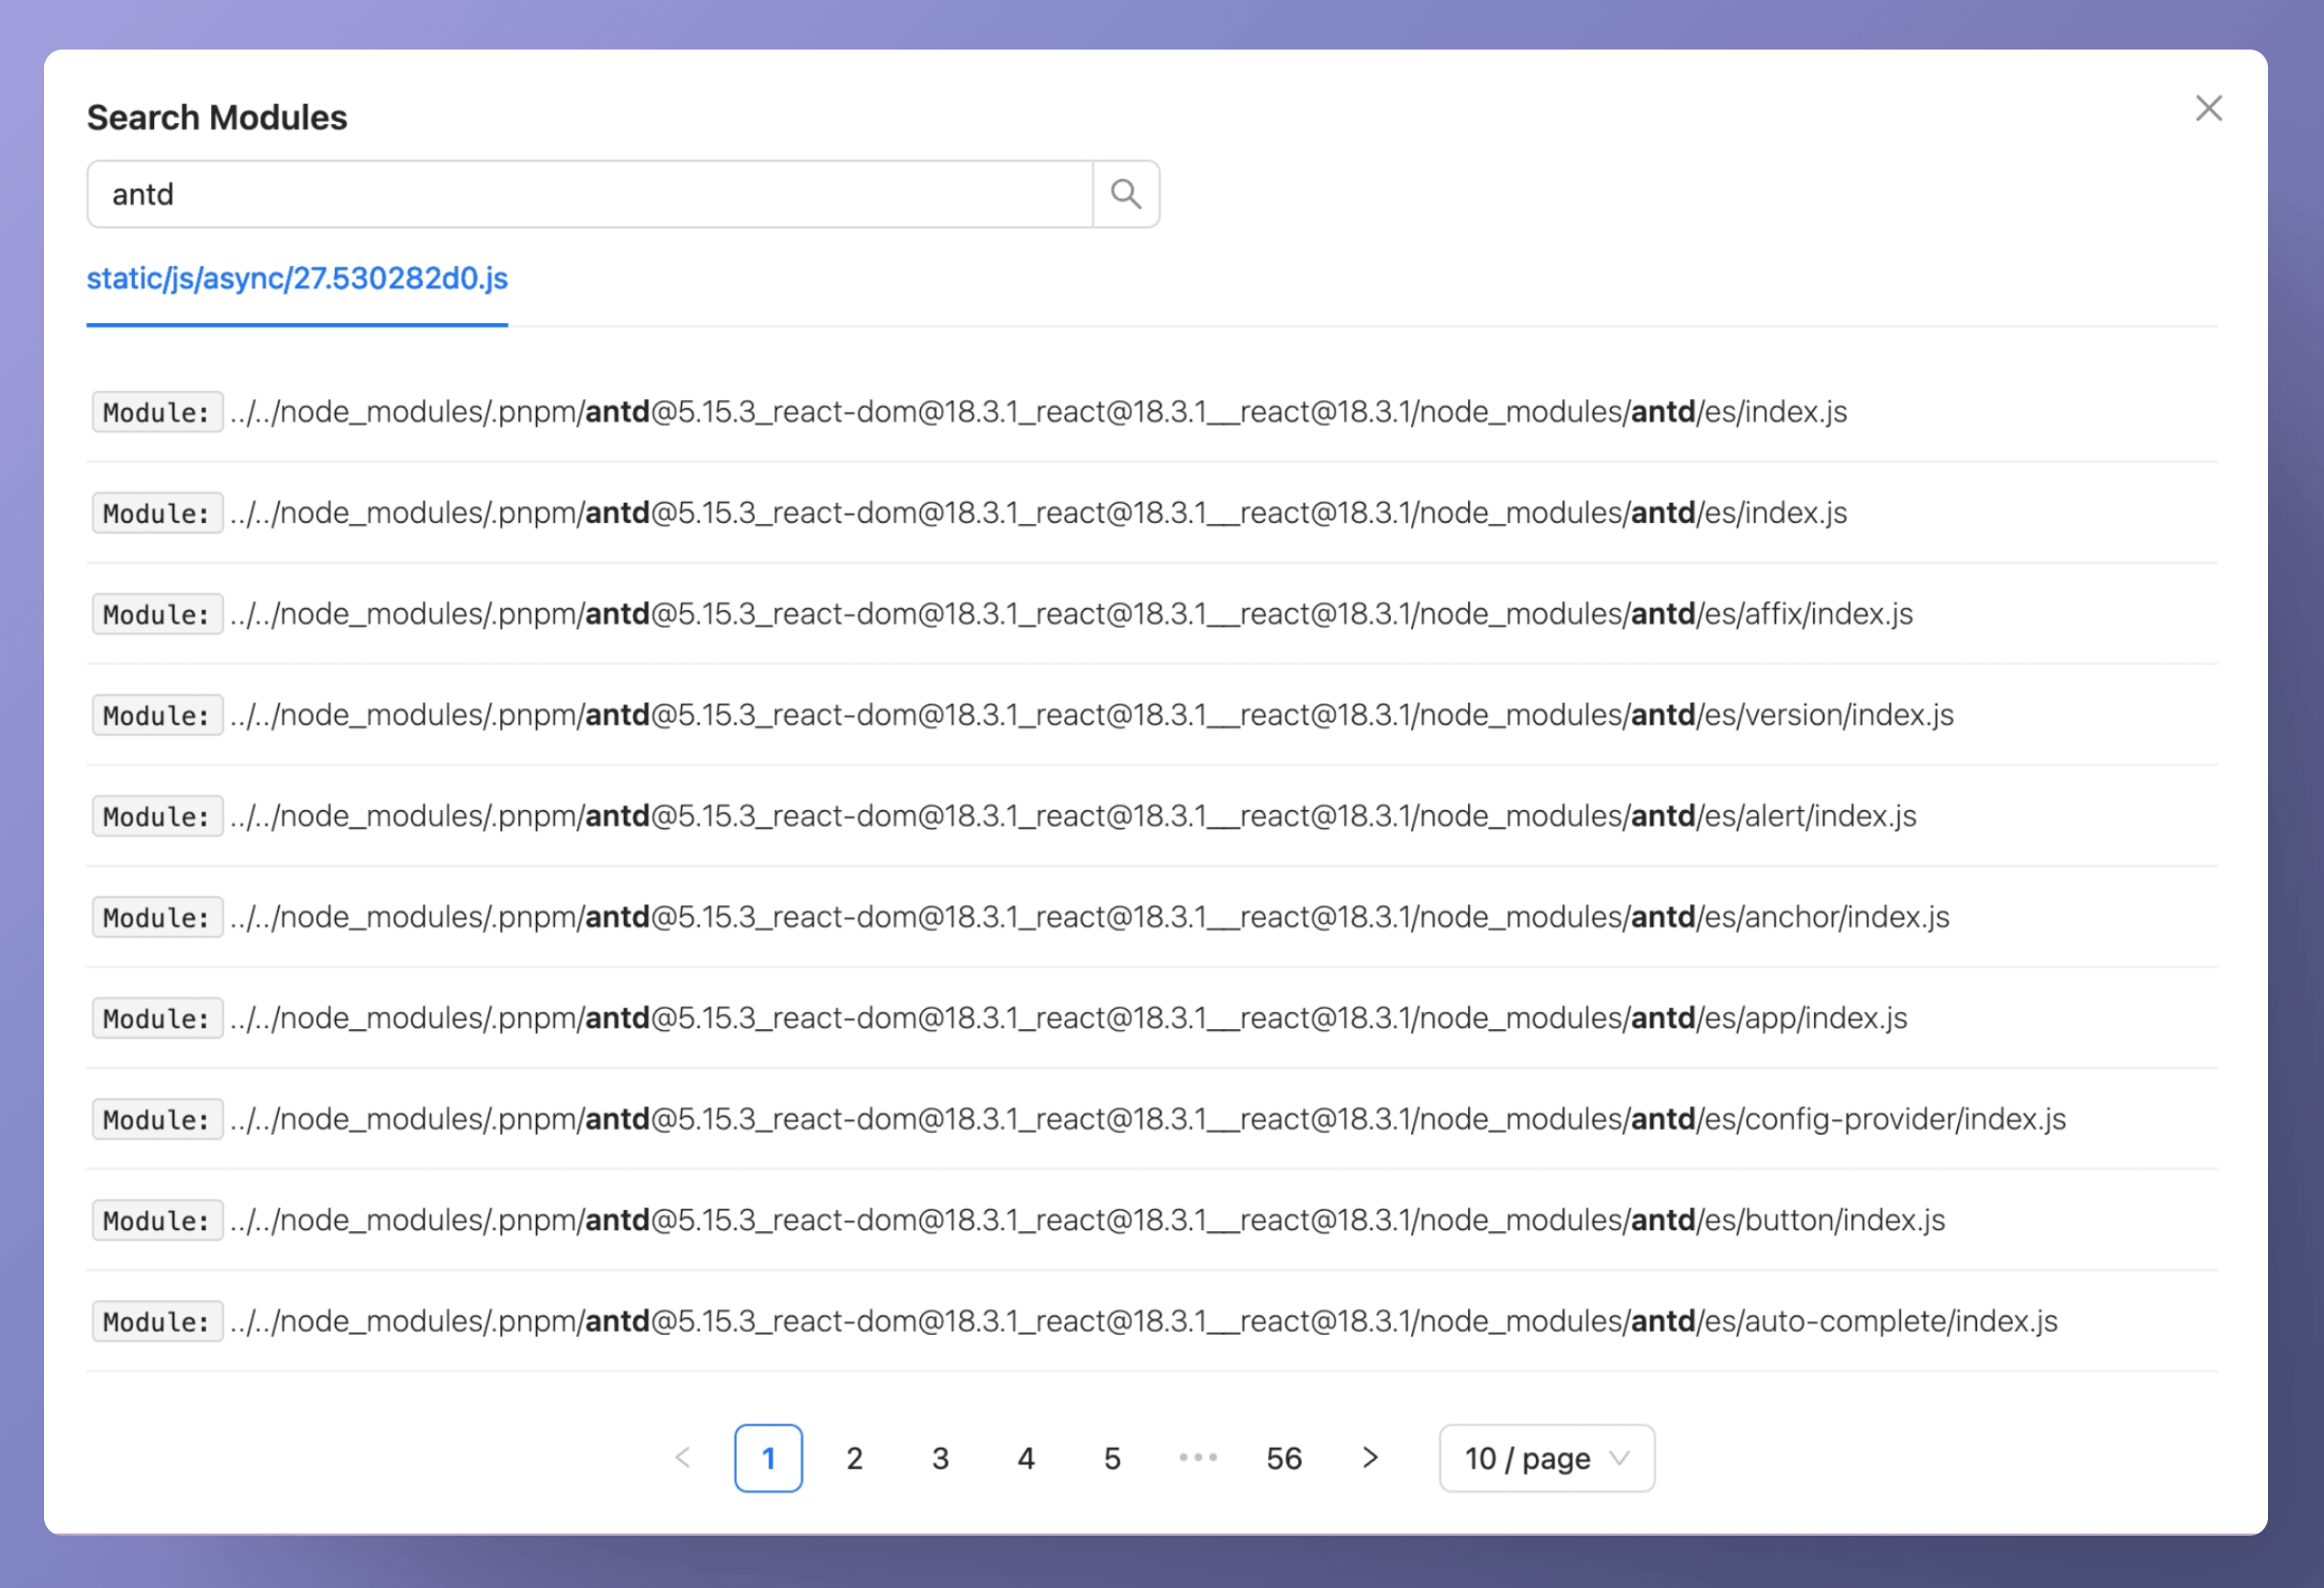 Search Modules
antd
static/js/async/27.530282d0.js
Module: ../../node_modules/.pnpm/antd@5.15.3_react-dom@18.3.1_react@18.3.1__react@18.3.1/node_modules/antd/es/index.js
Module: ../../node_modules/.pnpm/antd@5.15.3_react-dom@18.3.1_react@18.3.1__react@18.3.1/node_modules/antd/es/index.js
Module: ../../node_modules/.pnpm/antd@5.15.3_react-dom@18.3.1_react@18.3.1__react@18.3.1/node_modules/antd/es/affix/index.js
Module: ../../node_modules/.pnpm/antd@5.15.3_react-dom@18.3.1_react@18.3.1__react@18.3.1/node_modules/antd/es/version/index.js
Module: ../../node_modules/.pnpm/antd@5.15.3_react-dom@18.3.1_react@18.3.1__react@18.3.1/node_modules/antd/es/alert/index.js
Module: ../../node_modules/.pnpm/antd@5.15.3_react-dom@18.3.1_react@18.3.1__react@18.3.1/node_modules/antd/es/anchor/index.js
Module: ../../node_modules/.pnpm/antd@5.15.3_react-dom@18.3.1_react@18.3.1__react@18.3.1/node_modules/antd/es/app/index.js
Module: ../../node_modules/.pnpm/antd@5.15.3_react-dom@18.3.1_react@18.3.1__react@18.3.1/node_modules/antd/es/config-provider/index.js
Module: ../../node_modules/.pnpm/antd@5.15.3_react-dom@18.3.1_react@18.3.1__react@18.3.1/node_modules/antd/es/button/index.js
Module: ../../node_modules/.pnpm/antd@5.15.3_react-dom@18.3.1_react@18.3.1__react@18.3.1/node_modules/antd/es/auto-complete/index.js
< 1 2 3 4 5 ••• 56 > 10 / page